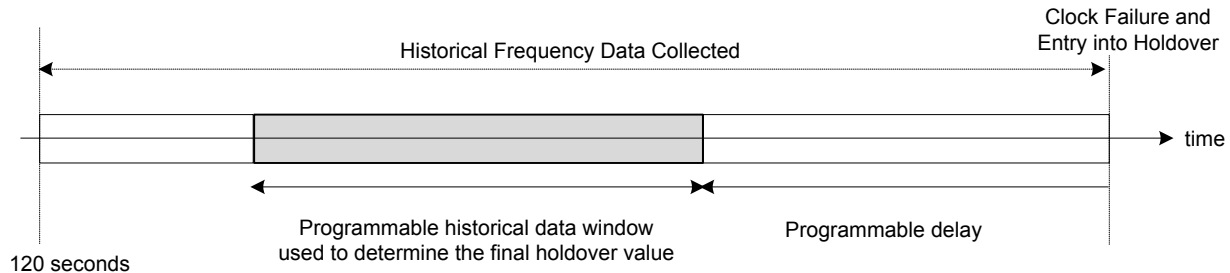 Clock Failure and
Entry into Holdover
Historical Frequency Data Collected
time
Programmable historical data window
used to determine the final holdover value
Programmable delay
120 seconds